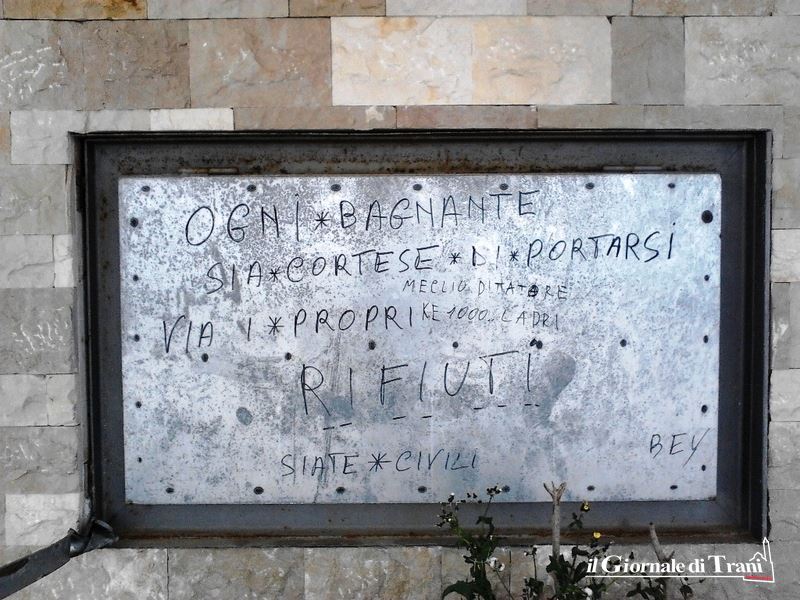 OGNI * BAGNANTE
SIA * CORTESE * DI * PORTARSI
MEGLIO DITATORE
VIA I * PROPRI KE 1000 LADRI
RIFIUTI
SIATE * CIVILI
BEY
il Giornale di Trani